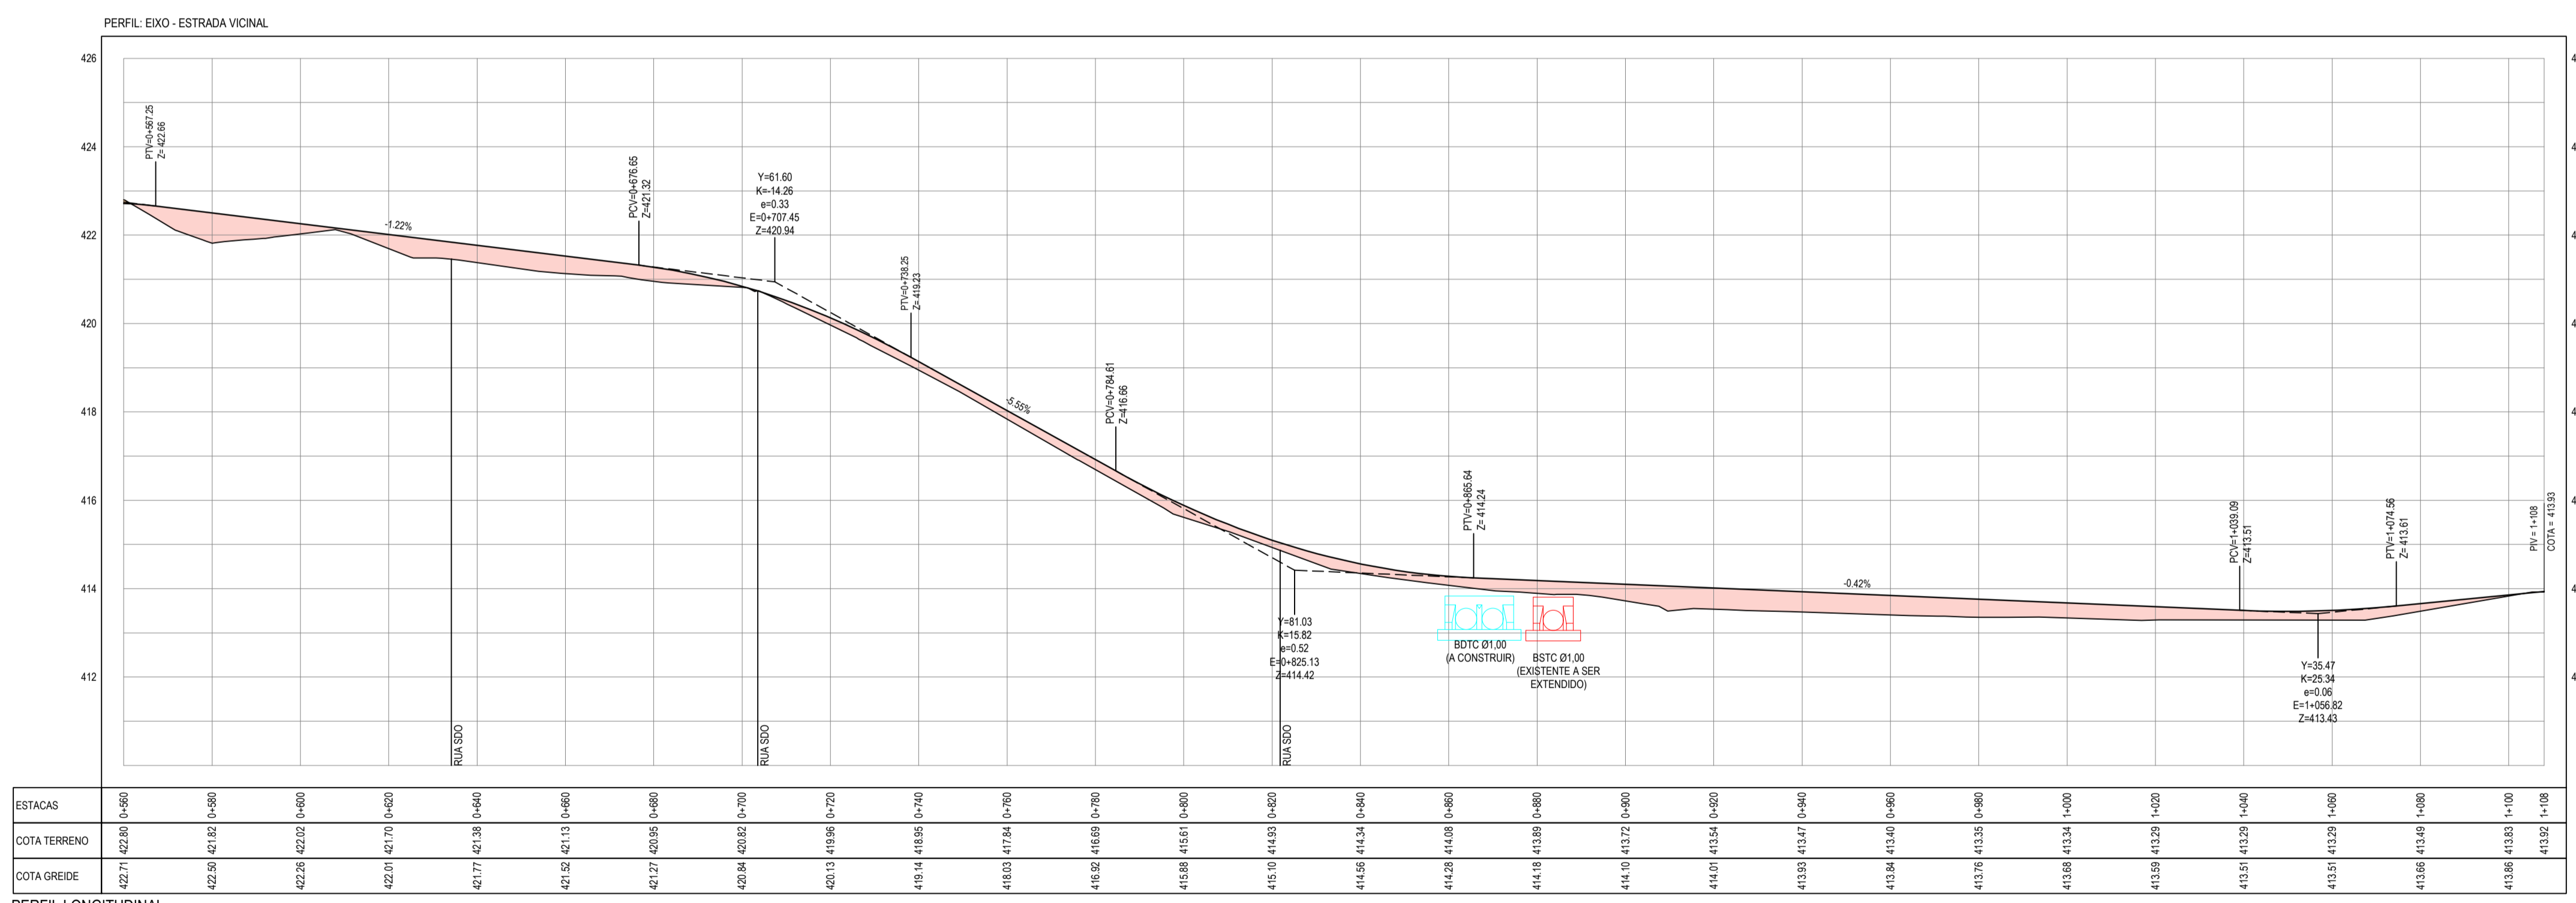 PERFIL: EIXO - ESTRADA VICINAL
426
424
422
420
418
416
414
412
PTV=0+567.25
Z= 422.66
-1.22%
PCV=0+676.65
Z=421.32
Y=61.60
K=-14.26
e=0.33
E=0+707.45
Z=420.94
PTV=0+738.25
Z= 419.23
-5.55%
PCV=0+784.61
Z=416.66
Y=81.03
K=15.82
e=0.52
E=0+825.13
Z=414.42
PTV=0+865.64
Z= 414.24
BDTC Ø1,00
(A CONSTRUIR)
BSTC Ø1,00
(EXISTENTE A SER
EXTENDIDO)
-0.42%
PCV=1+039.09
Z=413.51
Y=35.47
K=25.34
e=0.06
E=1+056.82
Z=413.43
PTV=1+074.56
Z= 413.61
PIV = 1+108
COTA = 413.93
RUA SDO
RUA SDO
RUA SDO
ESTACAS 0+560 0+580 0+600 0+620 0+640 0+660 0+680 0+700 0+720 0+740 0+760 0+780 0+800 0+820 0+840 0+860 0+880 0+900 0+920 0+940 0+960 0+980 1+000 1+020 1+040 1+060 1+080 1+100 1+108
COTA TERRENO 422.80 421.82 422.02 421.70 421.38 421.13 420.95 420.82 419.96 418.95 417.84 416.69 415.61 414.93 414.34 414.08 413.89 413.72 413.54 413.47 413.40 413.35 413.34 413.29 413.29 413.29 413.49 413.83 413.92
COTA GREIDE 422.71 422.50 422.26 422.01 421.77 421.52 421.27 420.84 420.13 419.14 418.03 416.92 415.88 415.10 414.56 414.28 414.18 414.10 414.01 413.93 413.84 413.76 413.68 413.59 413.51 413.51 413.66 413.86